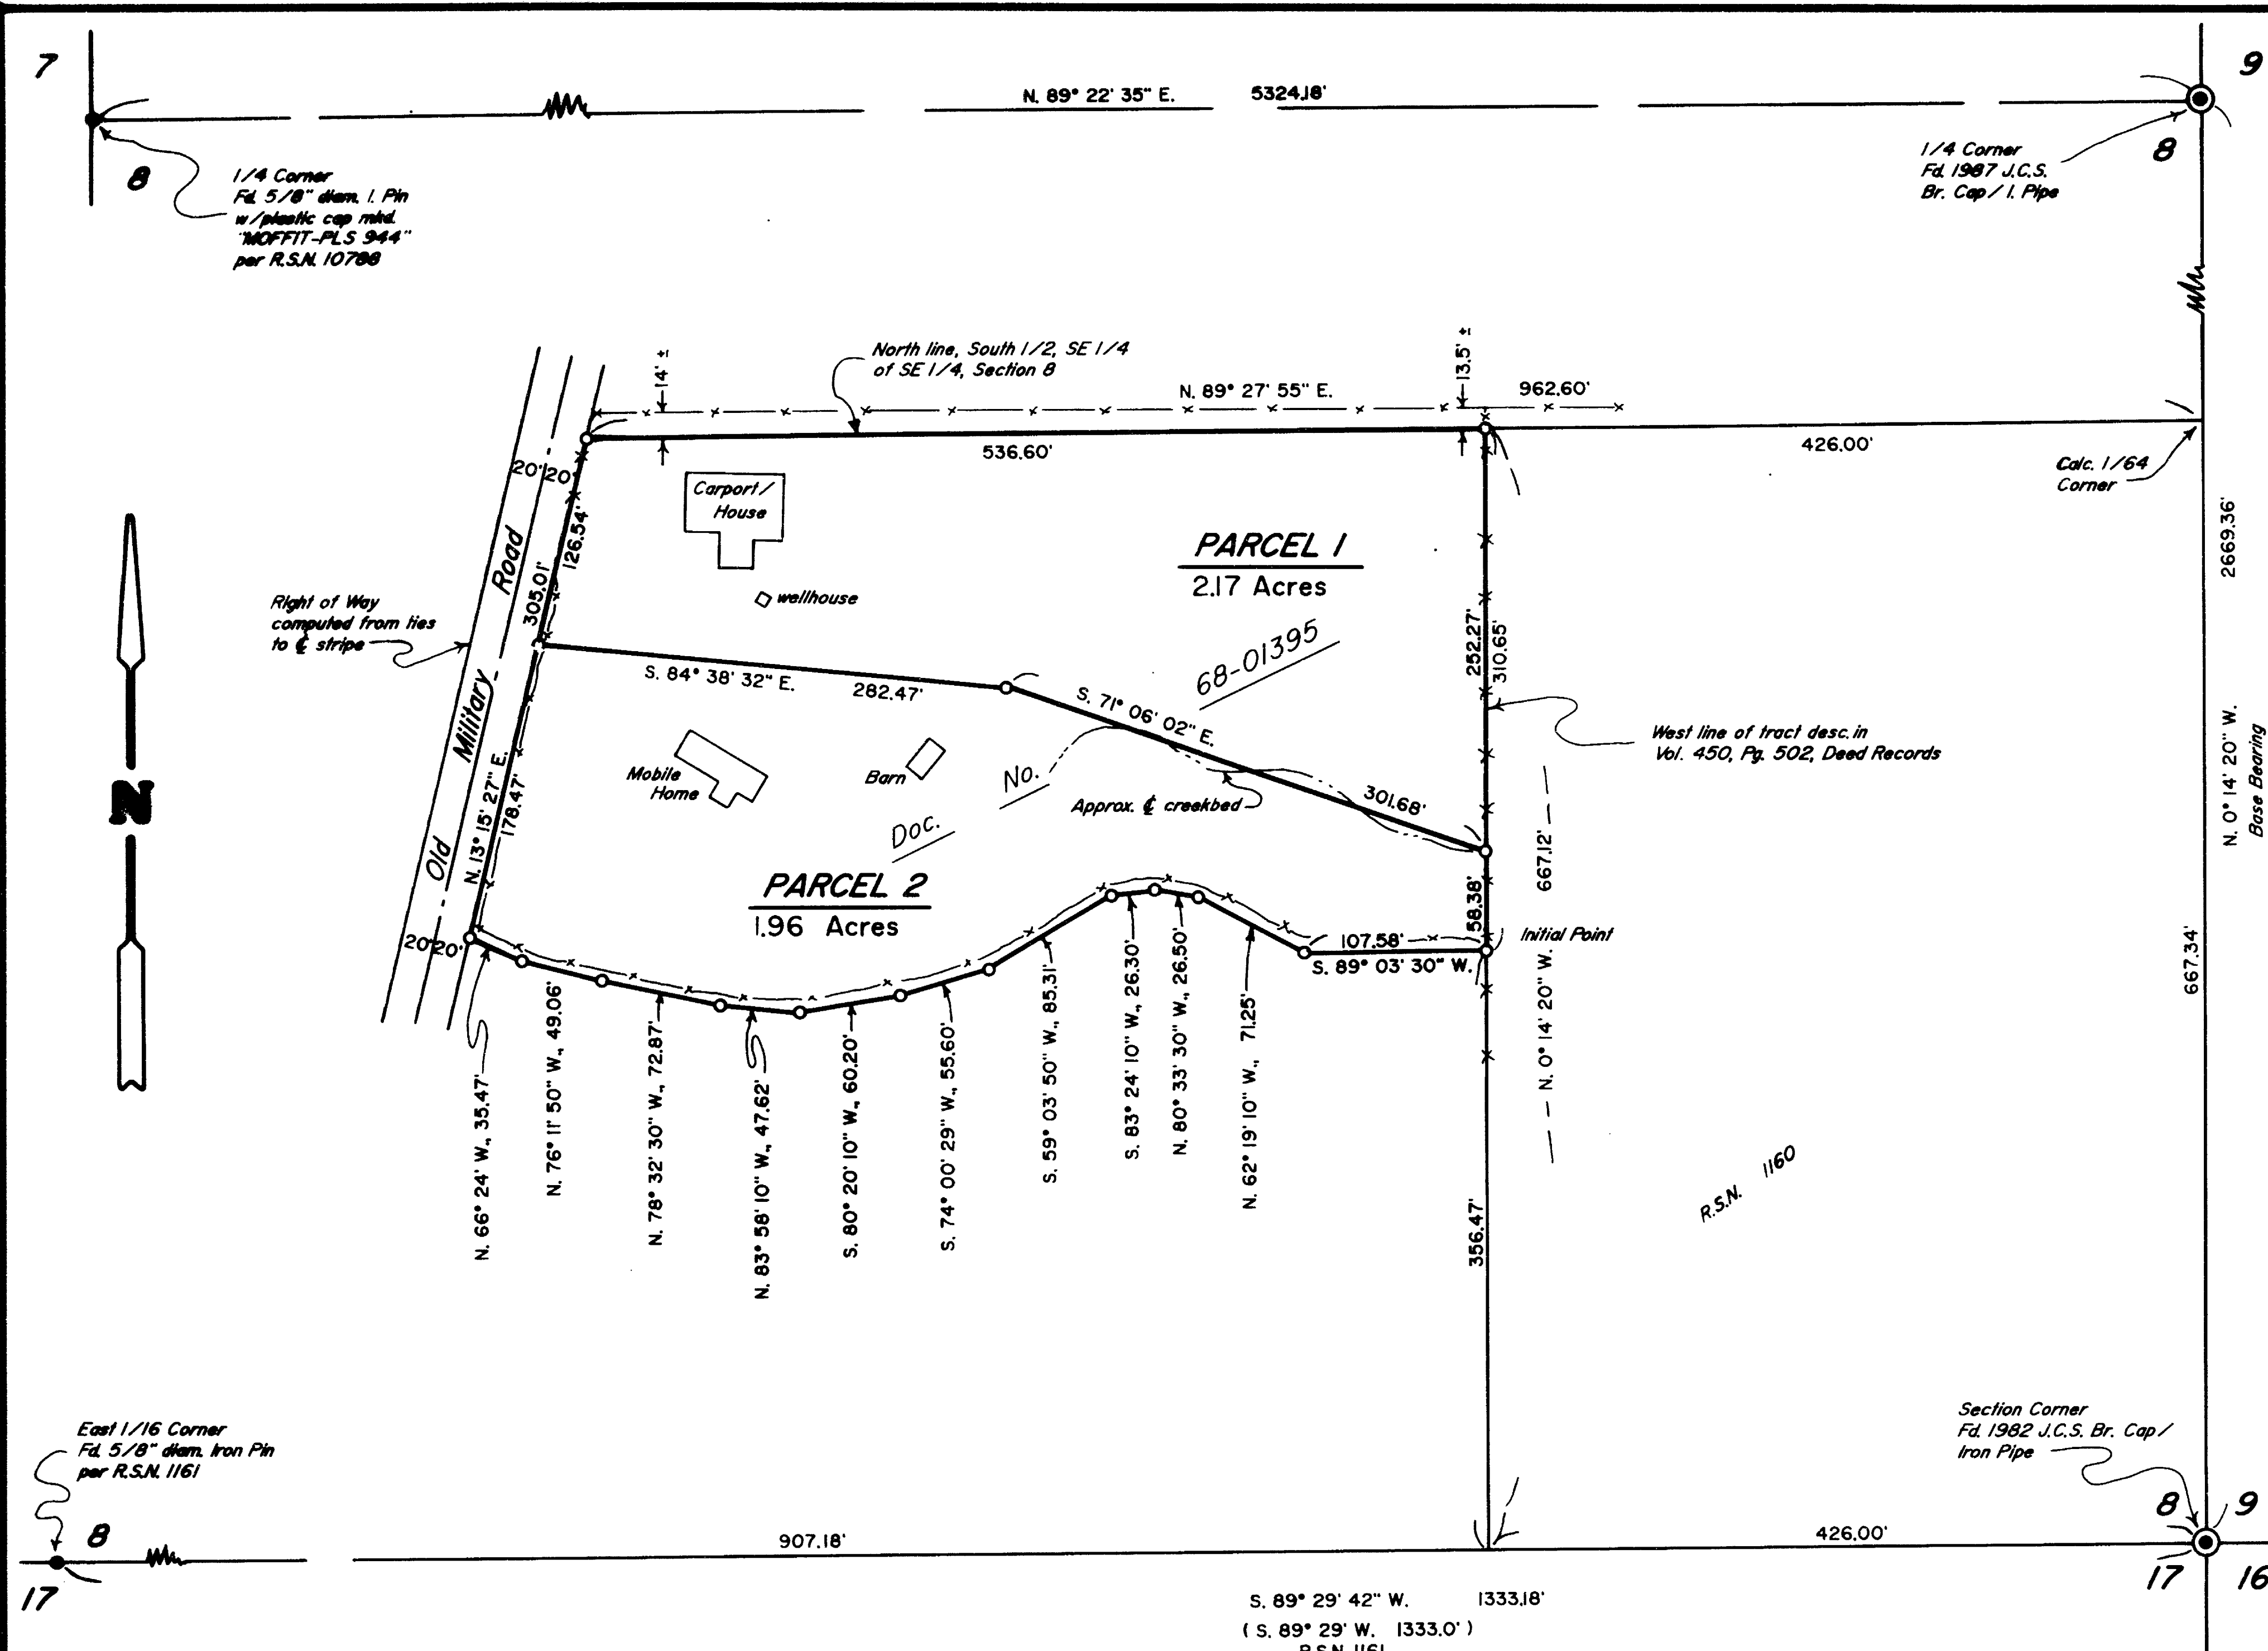 7
9
N. 89° 22' 35" E. 5324.18'
8
1/4 Corner
Fd. 5/8" diam. I. Pin
w/plastic cap mkd.
"MOFFIT-PLS 944"
per R.S.N. 10788
1/4 Corner
Fd. 1987 J.C.S.
Br. Cap / I. Pipe
8
North line, South 1/2, SE 1/4
of SE 1/4, Section 8
14' ±
13.5' ±
N. 89° 27' 55" E. 962.60'
536.60'
426.00'
Calc. 1/64
Corner
20' 20'
Carport/
House
wellhouse
PARCEL 1
2.17 Acres
126.54'
305.01'
Right of Way
computed from ties
to ℄ stripe
Old Military Road
N. 13° 15' 27" E.
178.47'
S. 84° 38' 32" E. 282.47'
S. 71° 06' 02" E.
301.68'
Doc. No. 68-01395
252.27'
310.65'
West line of tract desc. in
Vol. 450, Pg. 502, Deed Records
2669.36'
N. 0° 14' 20" W.
Base Bearing
Mobile
Home
Barn
Approx. ℄ creekbed
N
PARCEL 2
1.96 Acres
20' 20'
58.38'
107.58'
S. 89° 03' 30" W.
Initial Point
667.12'
N. 0° 14' 20" W.
667.34'
N. 66° 24' W., 35.47'
N. 76° 11' 50" W., 49.06'
N. 78° 32' 30" W., 72.87'
N. 83° 58' 10" W., 47.62'
S. 80° 20' 10" W., 60.20'
S. 74° 00' 29" W., 55.60'
S. 59° 03' 50" W., 85.31'
S. 83° 24' 10" W., 26.30'
N. 80° 33' 30" W., 26.50'
N. 62° 19' 10" W., 71.25'
356.47'
R.S.N. 1160
East 1/16 Corner
Fd. 5/8" diam. Iron Pin
per R.S.N. 1161
Section Corner
Fd. 1982 J.C.S. Br. Cap /
Iron Pipe
8
8 9
907.18'
426.00'
17
17 16
S. 89° 29' 42" W. 1333.18'
( S. 89° 29' W. 1333.0' )
R.S.N. 1161